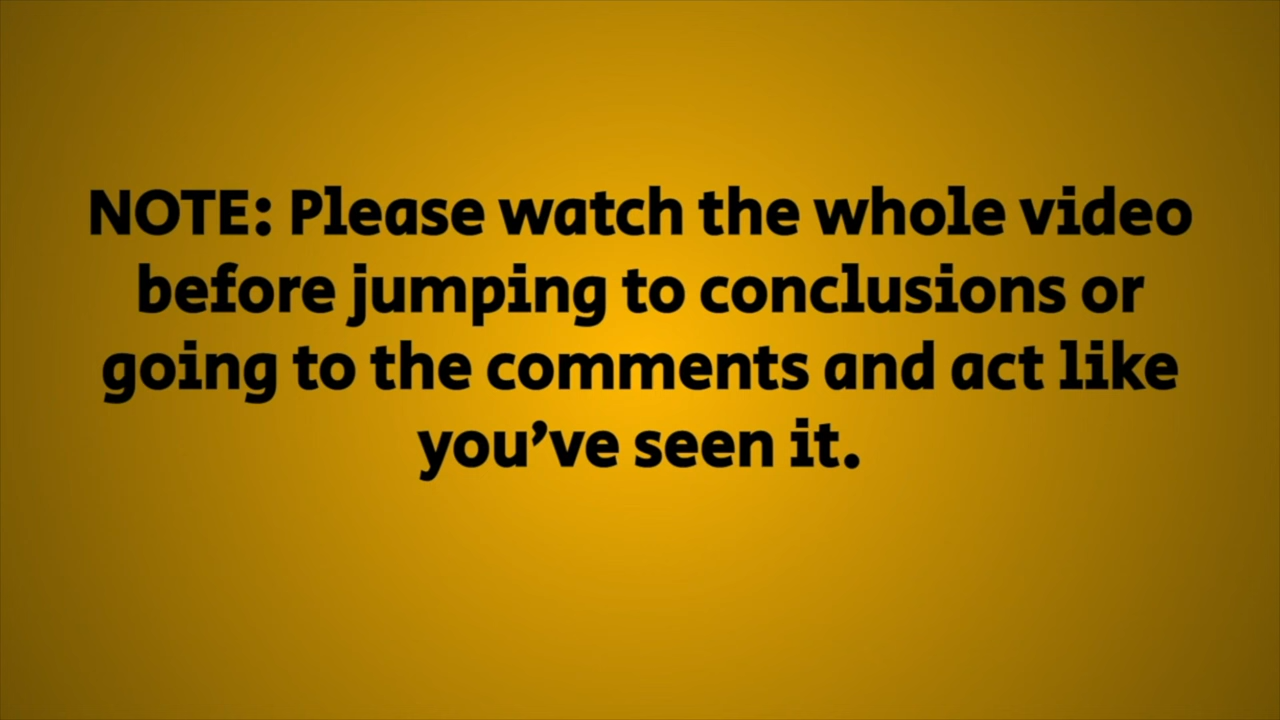 NOTE: Please watch the whole video
before jumping to conclusions or
going to the comments and act like
you’ve seen it.